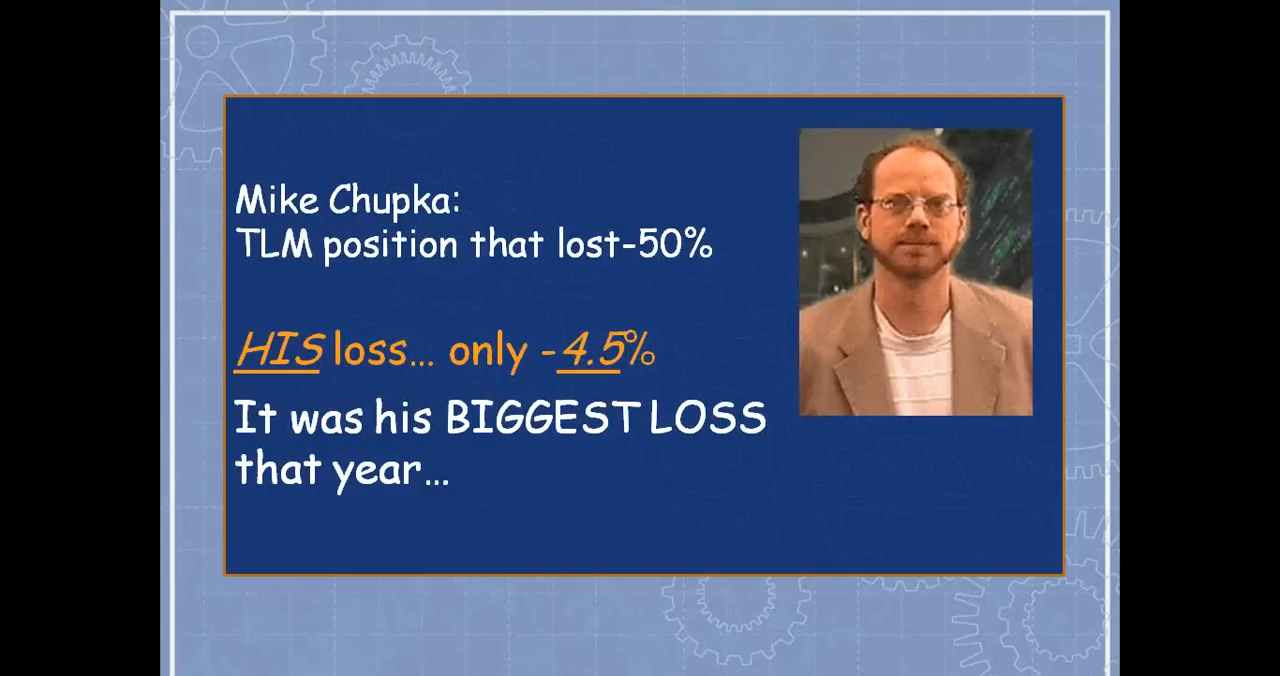 Mike Chupka:
TLM position that lost-50%
HIS loss... only -4.5%
It was his BIGGEST LOSS
that year...